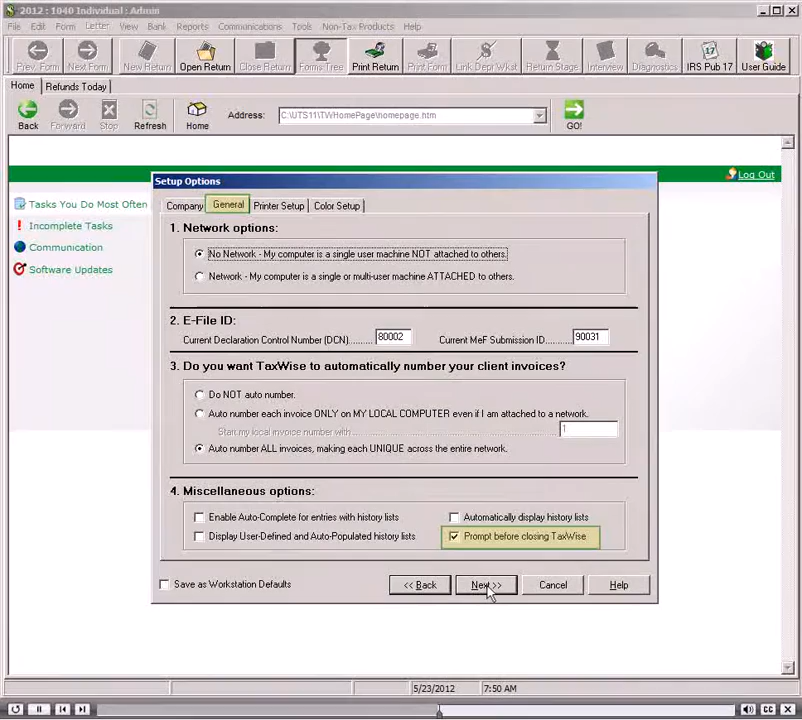 2012 : 1040 Individual : Admin
File Edit Form Letter View Bank Reports Communications Tools Non-Tax Products Help
Prev. Form Next Form New Return Open Return Close Return Forms Tree Print Return Print Form Link Depr Wkst Return Stage Interview Diagnostics IRS Pub 17 User Guide
17
Home Refunds Today
Back Forward Stop Refresh Home Address: C:\UTS11\TWHomePage\homepage.htm GO!
Log Out
Tasks You Do Most Often
Incomplete Tasks
Communication
Software Updates
Setup Options
Company General Printer Setup Color Setup
1. Network options:
No Network - My computer is a single user machine NOT attached to others.
Network - My computer is a single or multi-user machine ATTACHED to others.
2. E-File ID:
Current Declaration Control Number (DCN)...... 80002 Current MeF Submission ID.......... 90031
3. Do you want TaxWise to automatically number your client invoices?
Do NOT auto number.
Auto number each invoice ONLY on MY LOCAL COMPUTER even if I am attached to a network.
Start my local invoice number with 1
Auto number ALL invoices, making each UNIQUE across the entire network.
4. Miscellaneous options:
Enable Auto-Complete for entries with history lists Automatically display history lists
Display User-Defined and Auto-Populated history lists Prompt before closing TaxWise
Save as Workstation Defaults << Back Next >> Cancel Help
5/23/2012 7:50 AM
CC